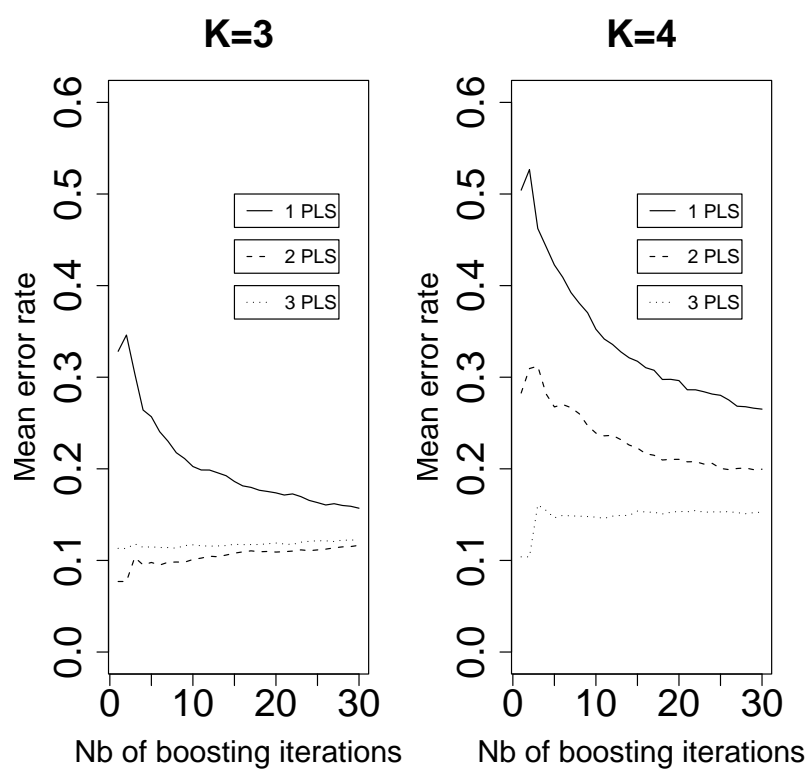 K=3
0.6
0.5
0.4
0.3
0.2
0.1
0.0
Mean error rate
1 PLS
2 PLS
3 PLS
0 10 20 30
Nb of boosting iterations
K=4
0.6
0.5
0.4
0.3
0.2
0.1
0.0
Mean error rate
1 PLS
2 PLS
3 PLS
0 10 20 30
Nb of boosting iterations